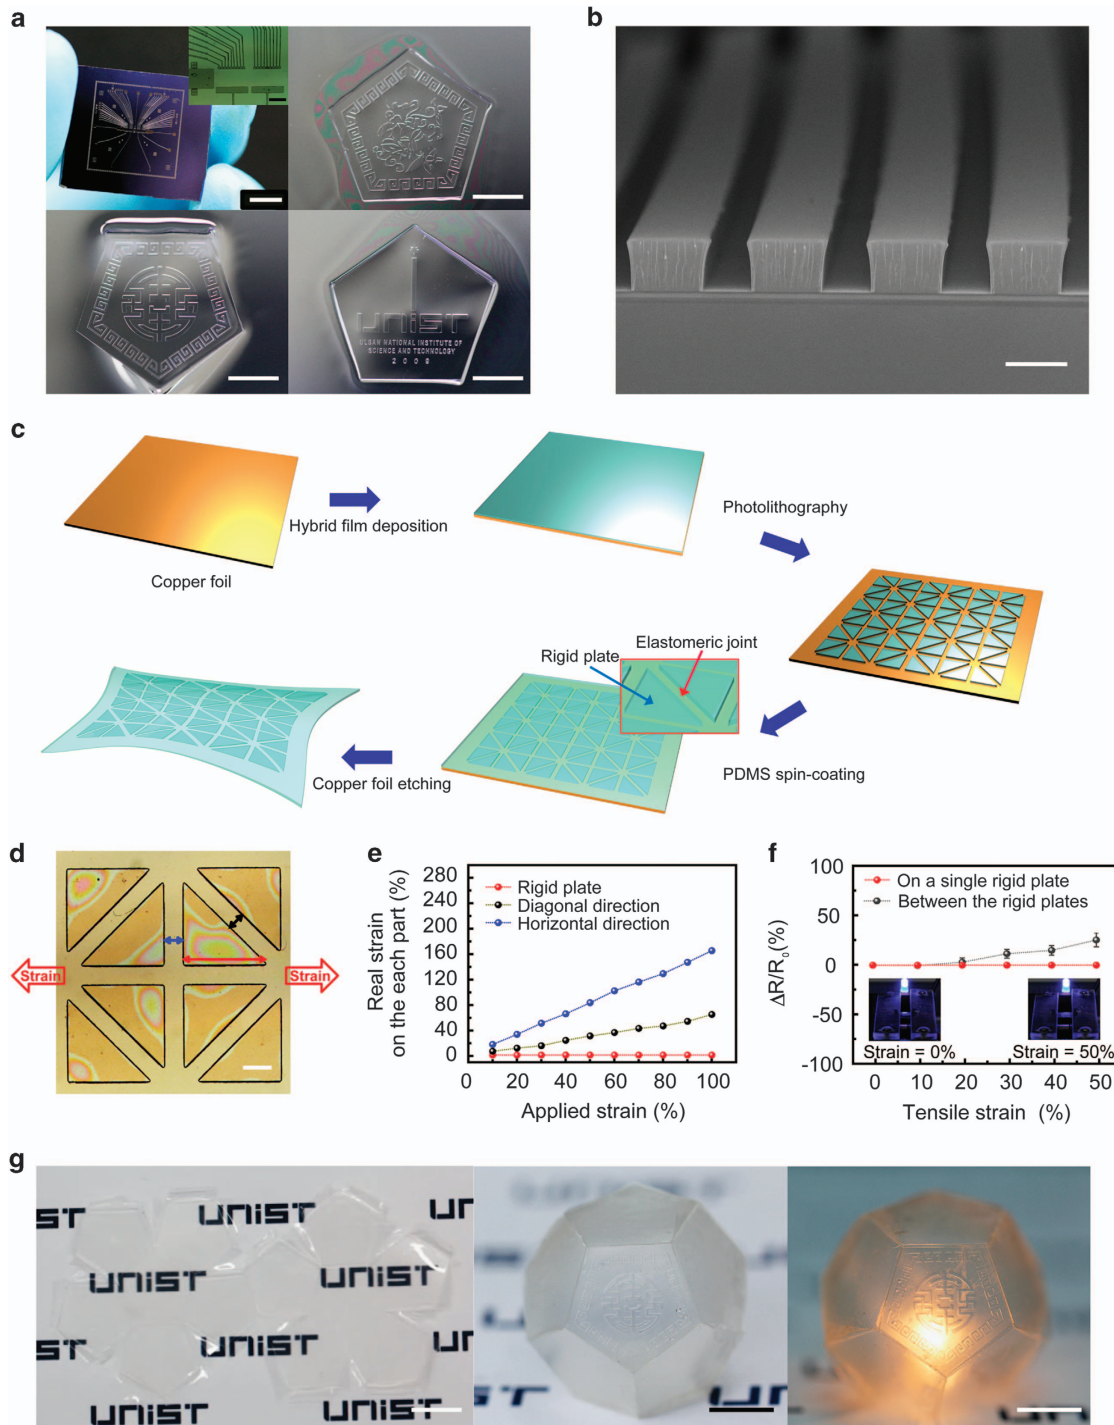 a
b
UNiST
ULSAN NATIONAL INSTITUTE OF
SCIENCE AND TECHNOLOGY
2 0 0 9
c
Hybrid film deposition
Copper foil
Photolithography
Elastomeric joint
Rigid plate
PDMS spin-coating
Copper foil etching
d
Strain
Strain
e
Real strain
on the each part (%)
280
240
200
160
120
80
40
0
Rigid plate
Diagonal direction
Horizontal direction
20
40
60
80
100
Applied strain (%)
f
ΔR/R₀(%)
100
50
0
-50
-100
On a single rigid plate
Between the rigid plates
Strain = 0%
Strain = 50%
0
10
20
30
40
50
Tensile strain (%)
g
UNiST
UNiST
UNiST
UNiST
UNiST